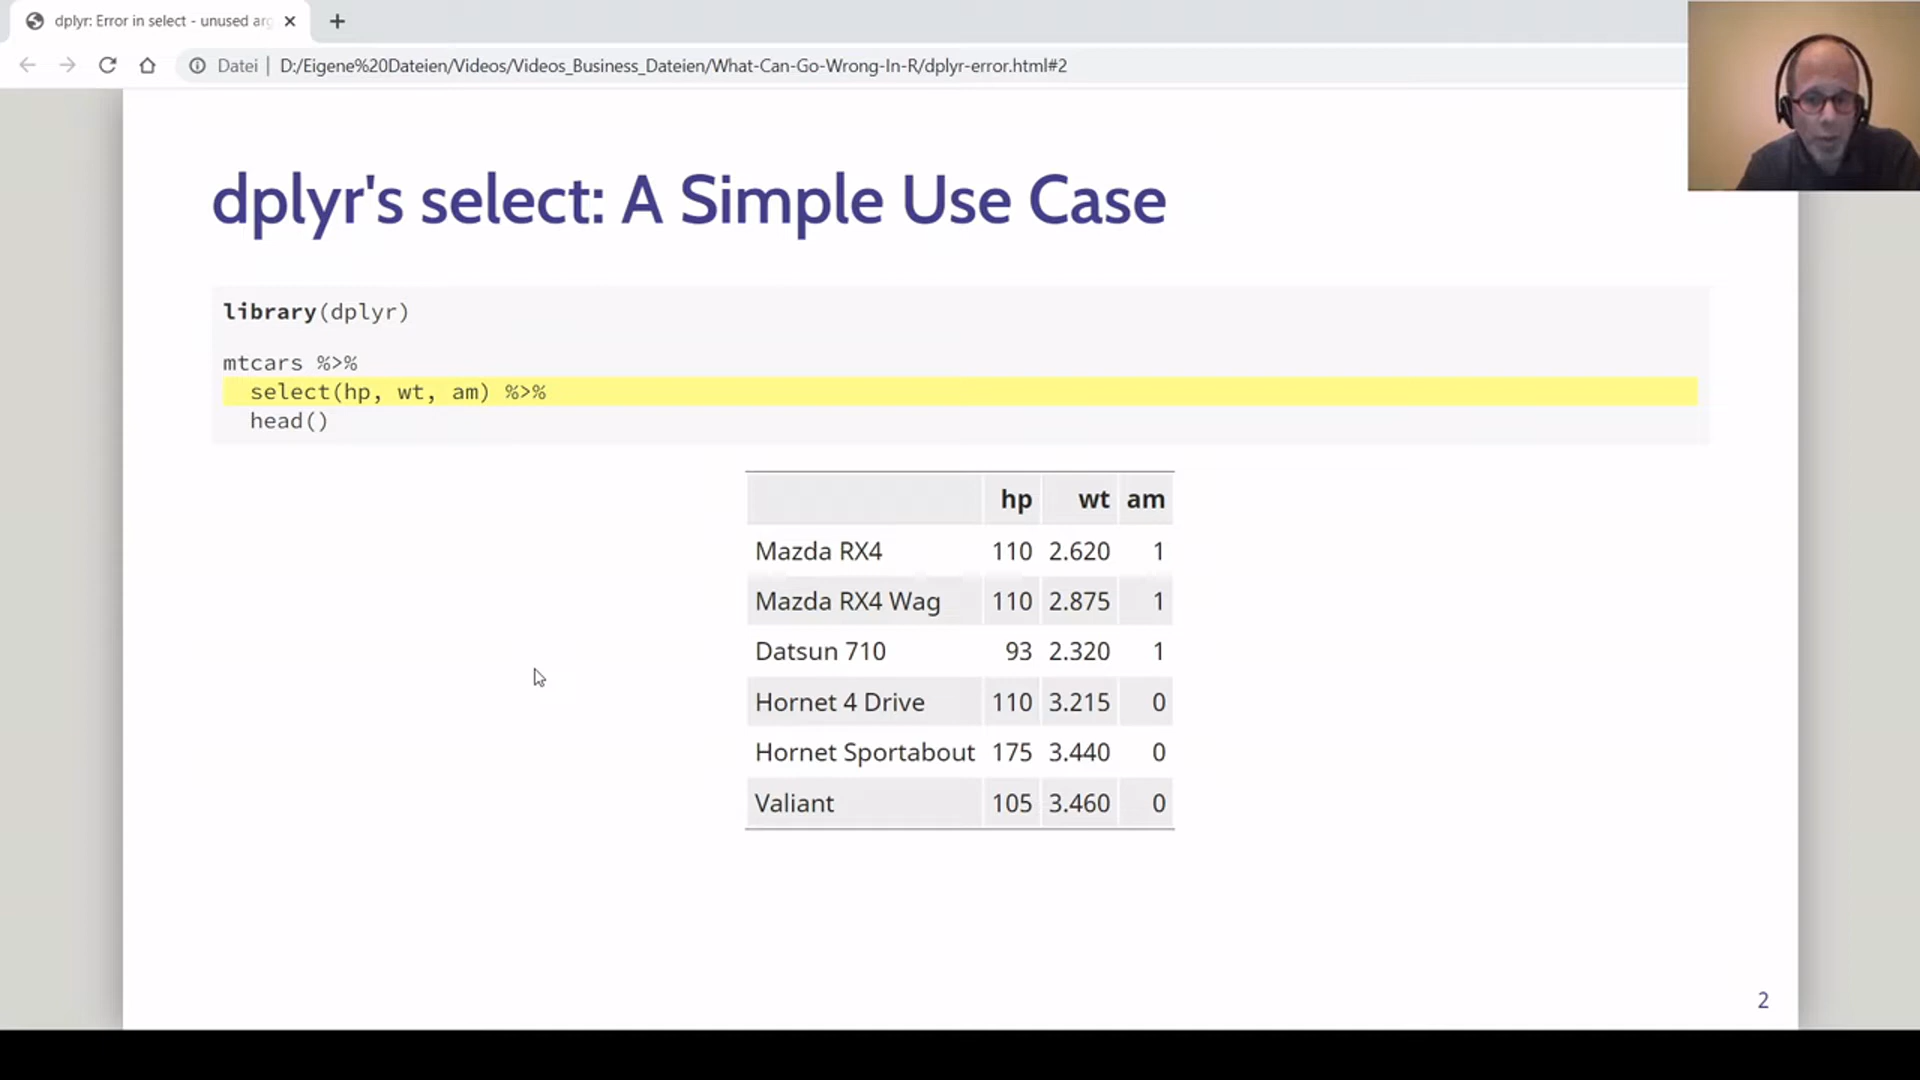 dplyr: Error in select - unused arg
Datei | D:/Eigene%20Dateien/Videos/Videos_Business_Dateien/What-Can-Go-Wrong-In-R/dplyr-error.html#2
dplyr's select: A Simple Use Case
library(dplyr)
mtcars %>%
select(hp, wt, am) %>%
head()
hp wt am
Mazda RX4 110 2.620 1
Mazda RX4 Wag 110 2.875 1
Datsun 710 93 2.320 1
Hornet 4 Drive 110 3.215 0
Hornet Sportabout 175 3.440 0
Valiant 105 3.460 0
2